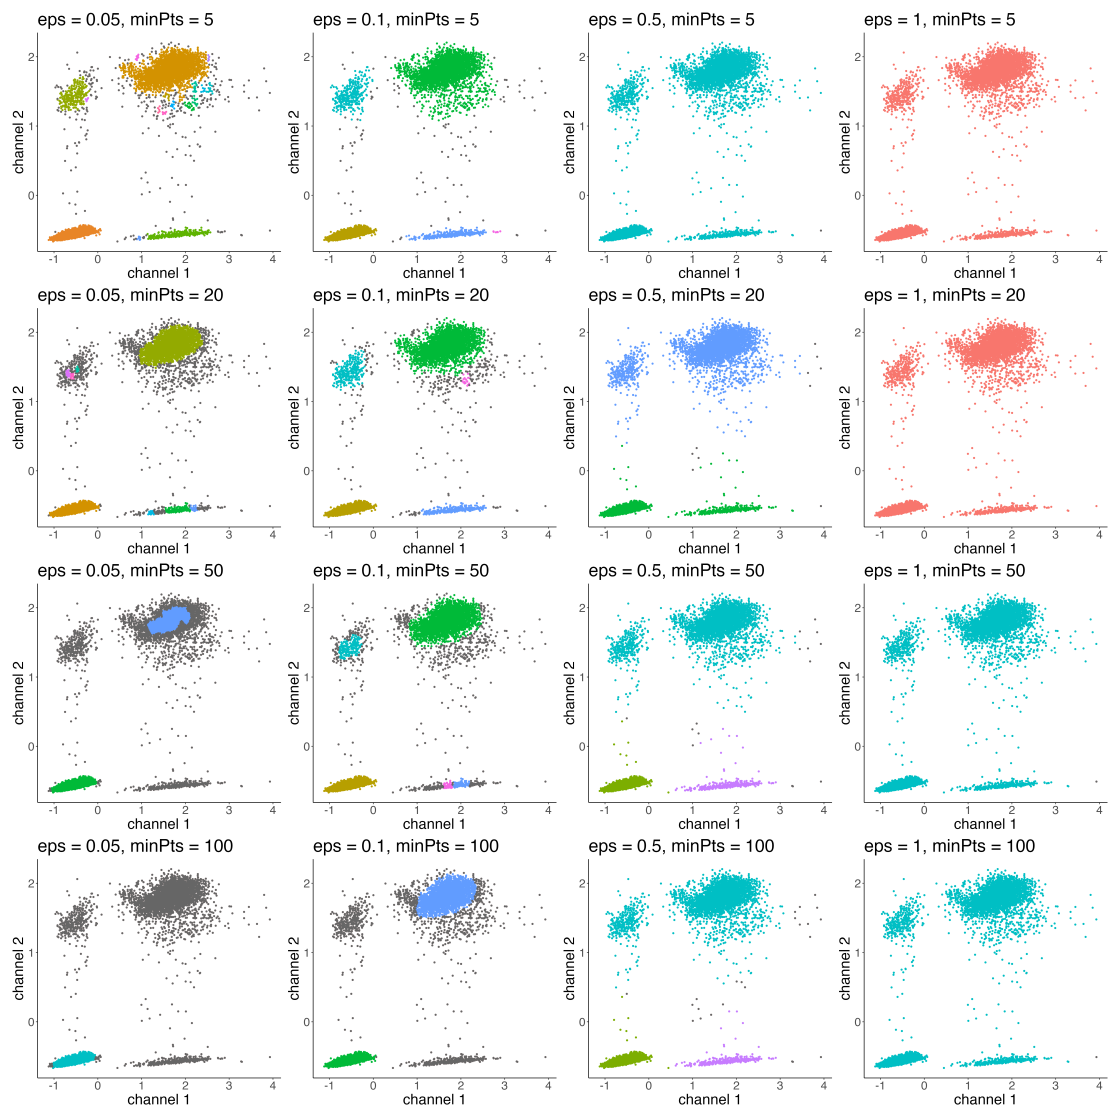 eps = 0.05, minPts = 5
eps = 0.1, minPts = 5
eps = 0.5, minPts = 5
eps = 1, minPts = 5
channel 2
2
1
0
channel 2
2
1
0
channel 2
2
1
0
channel 2
2
1
0
-1 0 1 2 3 4
-1 0 1 2 3 4
-1 0 1 2 3 4
-1 0 1 2 3 4
channel 1
channel 1
channel 1
channel 1
eps = 0.05, minPts = 20
eps = 0.1, minPts = 20
eps = 0.5, minPts = 20
eps = 1, minPts = 20
channel 2
2
1
0
channel 2
2
1
0
channel 2
2
1
0
channel 2
2
1
0
-1 0 1 2 3 4
-1 0 1 2 3 4
-1 0 1 2 3 4
-1 0 1 2 3 4
channel 1
channel 1
channel 1
channel 1
eps = 0.05, minPts = 50
eps = 0.1, minPts = 50
eps = 0.5, minPts = 50
eps = 1, minPts = 50
channel 2
2
1
0
channel 2
2
1
0
channel 2
2
1
0
channel 2
2
1
0
-1 0 1 2 3 4
-1 0 1 2 3 4
-1 0 1 2 3 4
-1 0 1 2 3 4
channel 1
channel 1
channel 1
channel 1
eps = 0.05, minPts = 100
eps = 0.1, minPts = 100
eps = 0.5, minPts = 100
eps = 1, minPts = 100
channel 2
2
1
0
channel 2
2
1
0
channel 2
2
1
0
channel 2
2
1
0
-1 0 1 2 3 4
-1 0 1 2 3 4
-1 0 1 2 3 4
-1 0 1 2 3 4
channel 1
channel 1
channel 1
channel 1